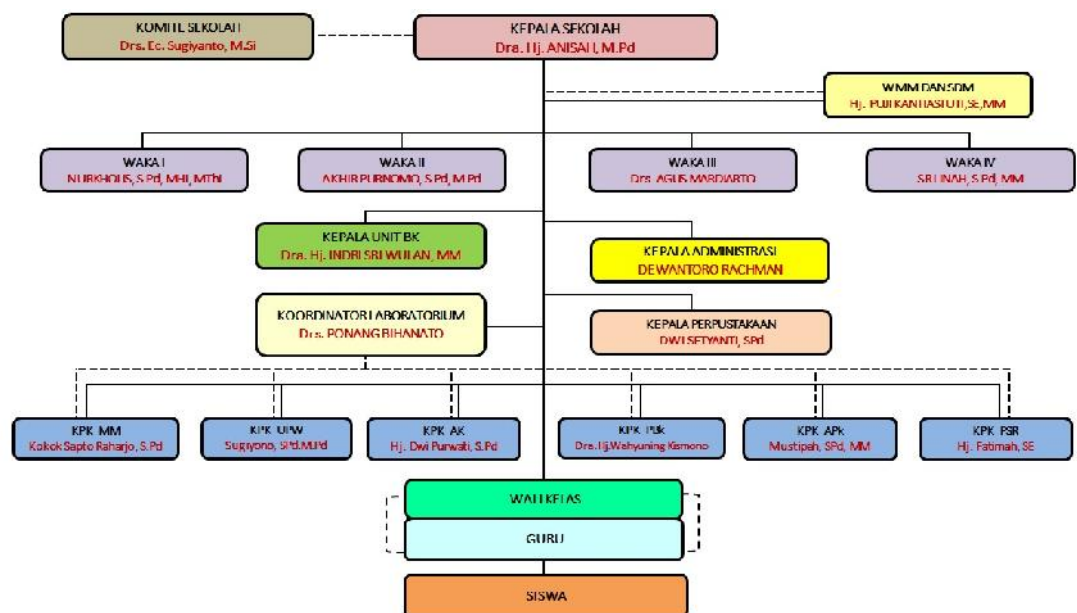 KOMITE SEKOLAH
Drs. Ec. Sugiyanto, M.Si
KEPALA SEKOLAH
Dra. Hj. ANISAH, M.Pd
WMM DAN SDM
Hj. PUJI KANTIASTUTI, SE, MM
WAKA I
NURKHOLIS, S.Pd, MHI, MThI
WAKA II
AKHIR PURNOMO, S.Pd, M.Pd
WAKA III
Drs. AGUS MARDIARTO
WAKA IV
SRI INAH, S.Pd, MM
KEPALA UNIT BK
Dra. Hj. INDRI SRI WULAN, MM
KEPALA ADMINISTRASI
DEWANTORO RACHMAN
KOORDINATOR LABORATORIUM
Drs. PONANG BIHANATO
KEPALA PERPUSTAKAAN
DWI SETYANTI, SPd
KPK MM
Kokok Sapto Raharjo, S.Pd
KPK UPW
Sugiyono, SPd.M.Pd
KPK AK
Hj. Dwi Purwati, S.Pd
KPK PBk
Dra.Hj.Wahyuning Kismono
KPK APk
Mustipah, SPd, MM
KPK PSR
Hj. Fatimah, SE
WALI KELAS
GURU
SISWA